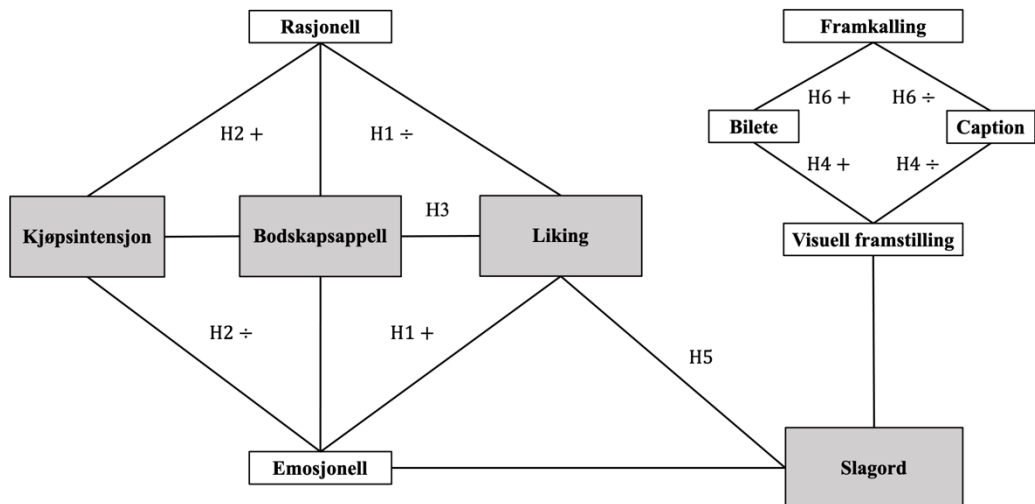 Rasjonell
Framkalling
H2 +
H1 ÷
H6 +
H6 ÷
Bilete
Caption
H4 +
H4 ÷
Kjøpsintensjon
Bodskapsappell
H3
Liking
Visuell framstilling
H2 ÷
H1 +
H5
Emosjonell
Slagord